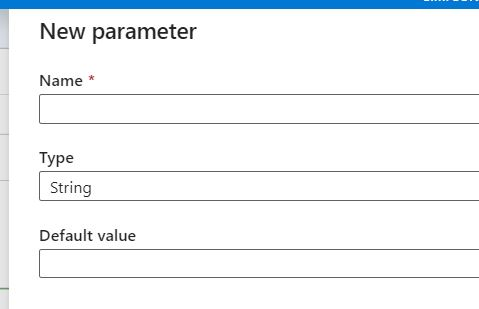 New parameter
Name *
Type
String
Default value